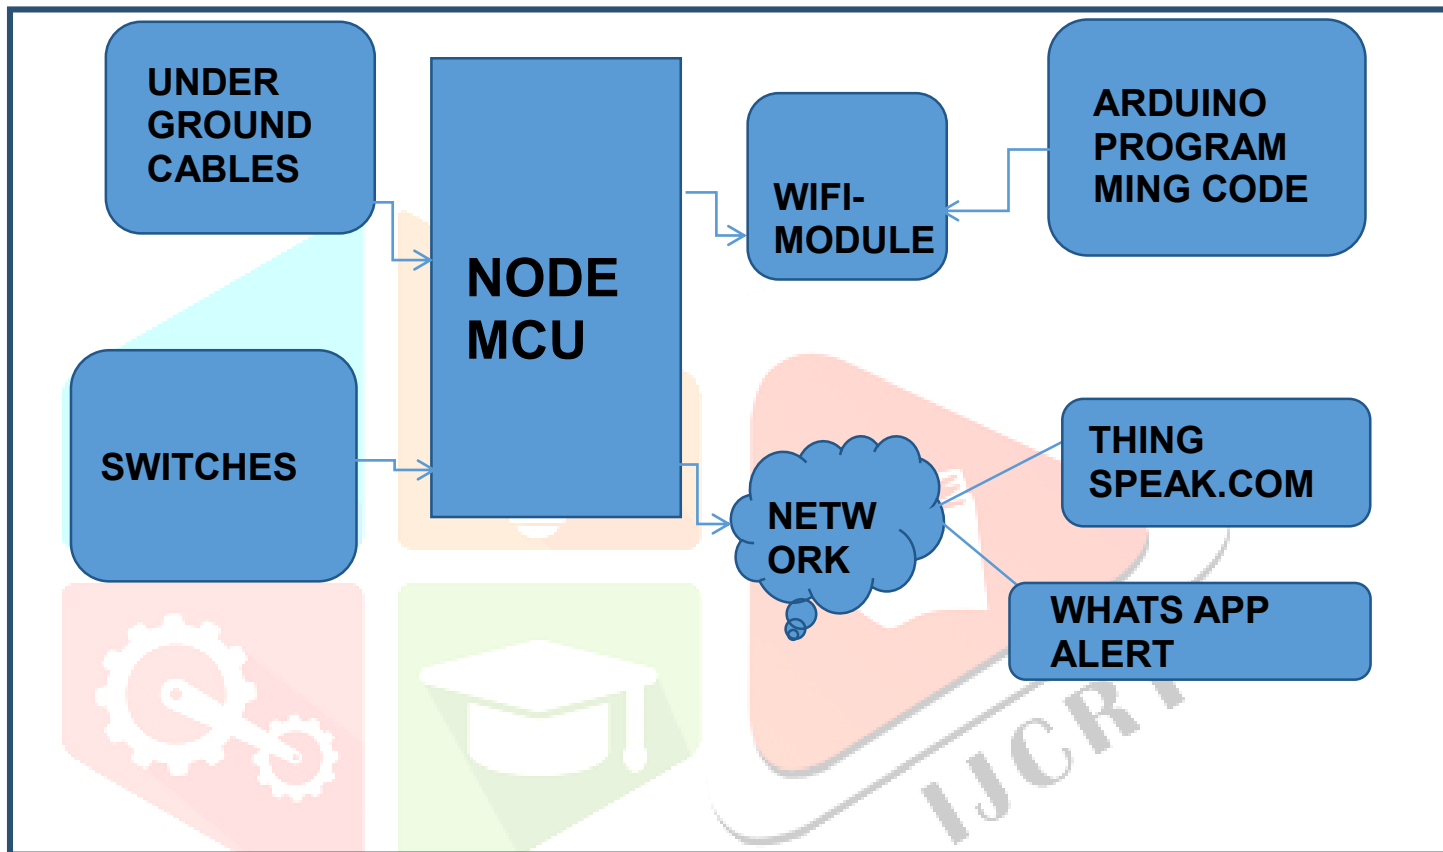 UNDER
GROUND
CABLES
NODE
MCU
WIFI-
MODULE
ARDUINO
PROGRAM
MING CODE
SWITCHES
NETW
ORK
THING
SPEAK.COM
WHATS APP
ALERT
IJCRT